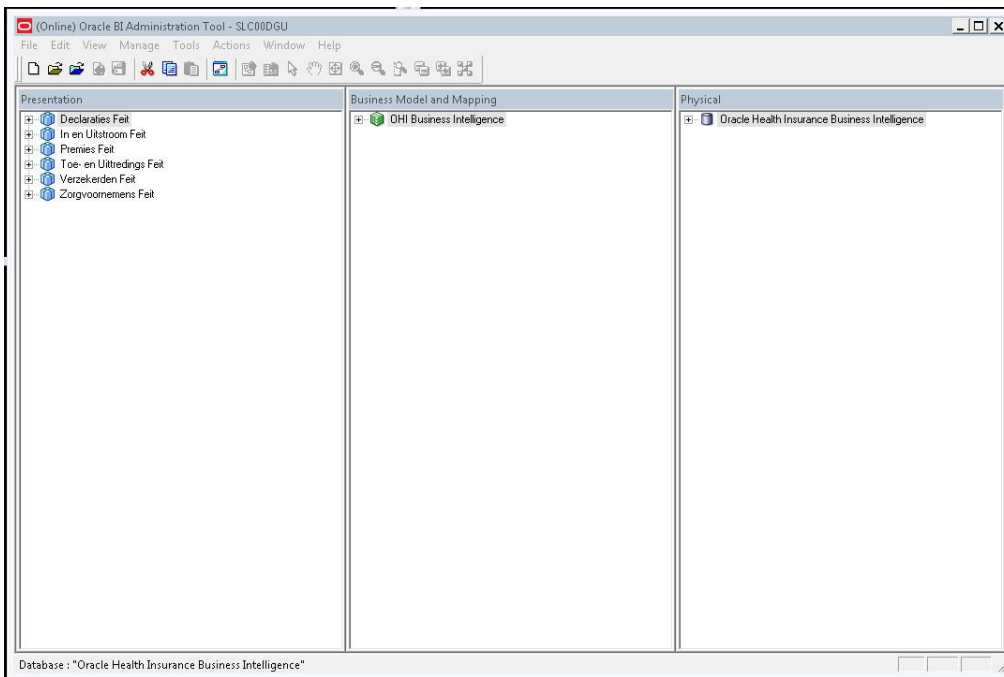 (Online) Oracle BI Administration Tool - SLC00DGU
File Edit View Manage Tools Actions Window Help
Presentation
Declaraties Feit
In en Uitstroom Feit
Premies Feit
Toe- en Uittredings Feit
Verzekerden Feit
Zorgvoornemens Feit
Business Model and Mapping
OHI Business Intelligence
Physical
Oracle Health Insurance Business Intelligence
Database : "Oracle Health Insurance Business Intelligence"